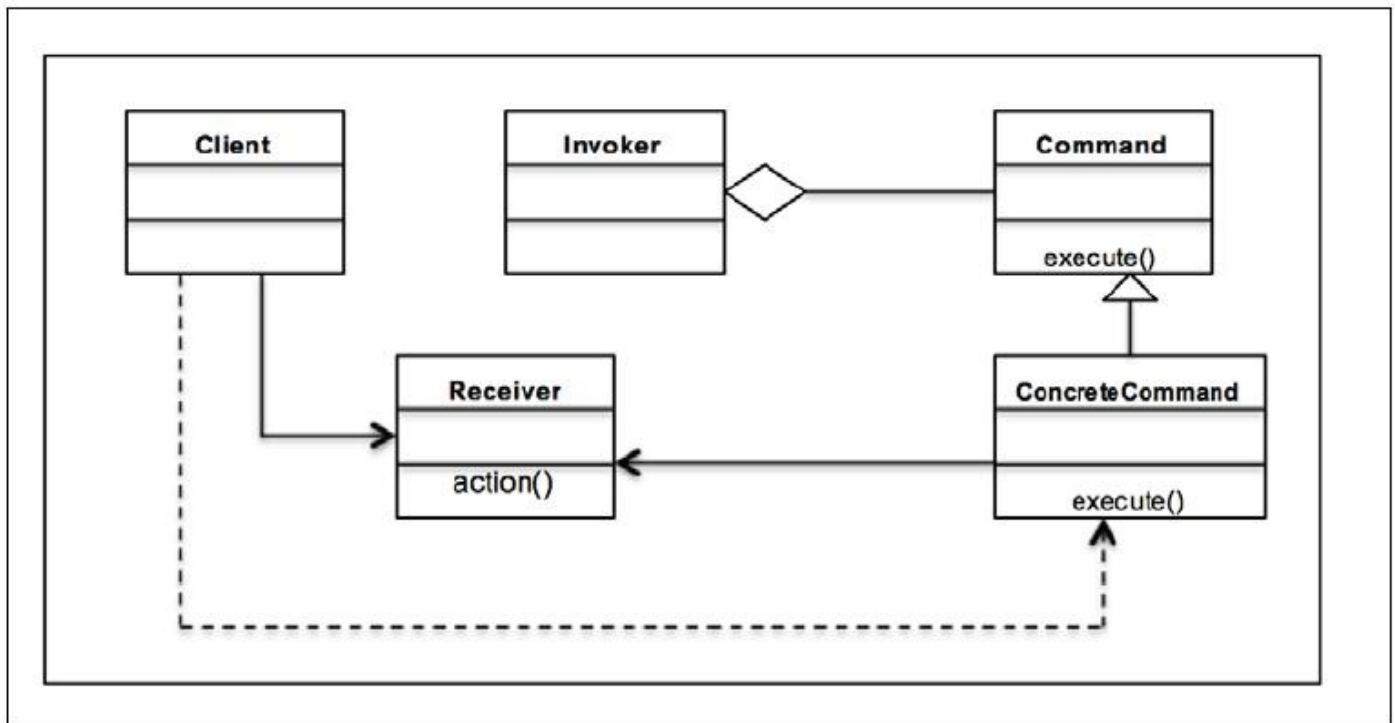 Client
Invoker
Command
execute()
Receiver
action()
ConcreteCommand
execute()